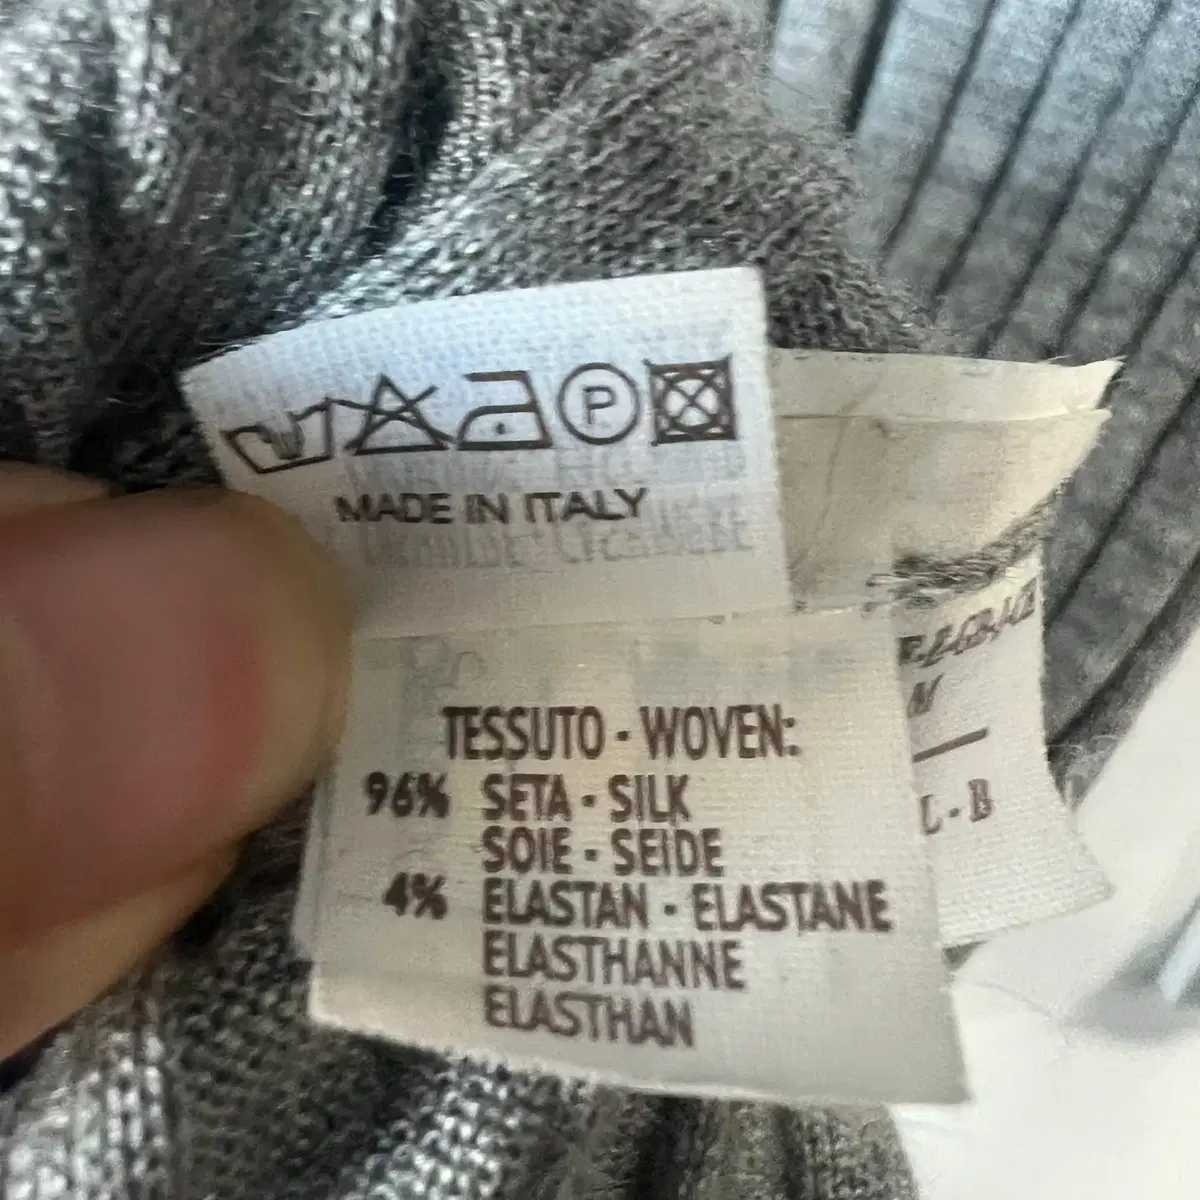 P
MADE IN ITALY
TESSUTO - WOVEN:
96% SETA - SILK
SOIE - SEIDE
4% ELASTAN - ELASTANE
ELASTHANNE
ELASTHAN
M
L - B